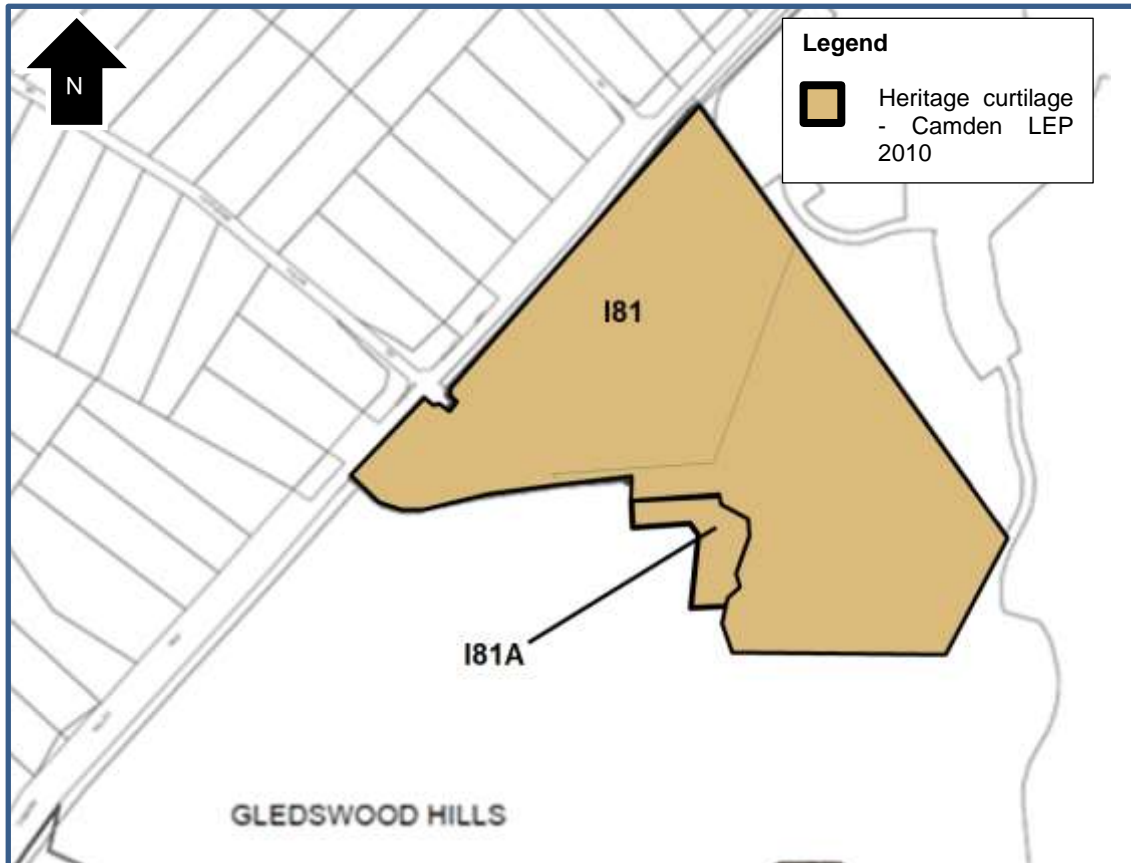 N
Legend
Heritage curtilage
- Camden LEP
2010
I81
I81A
GLEDSWOOD HILLS